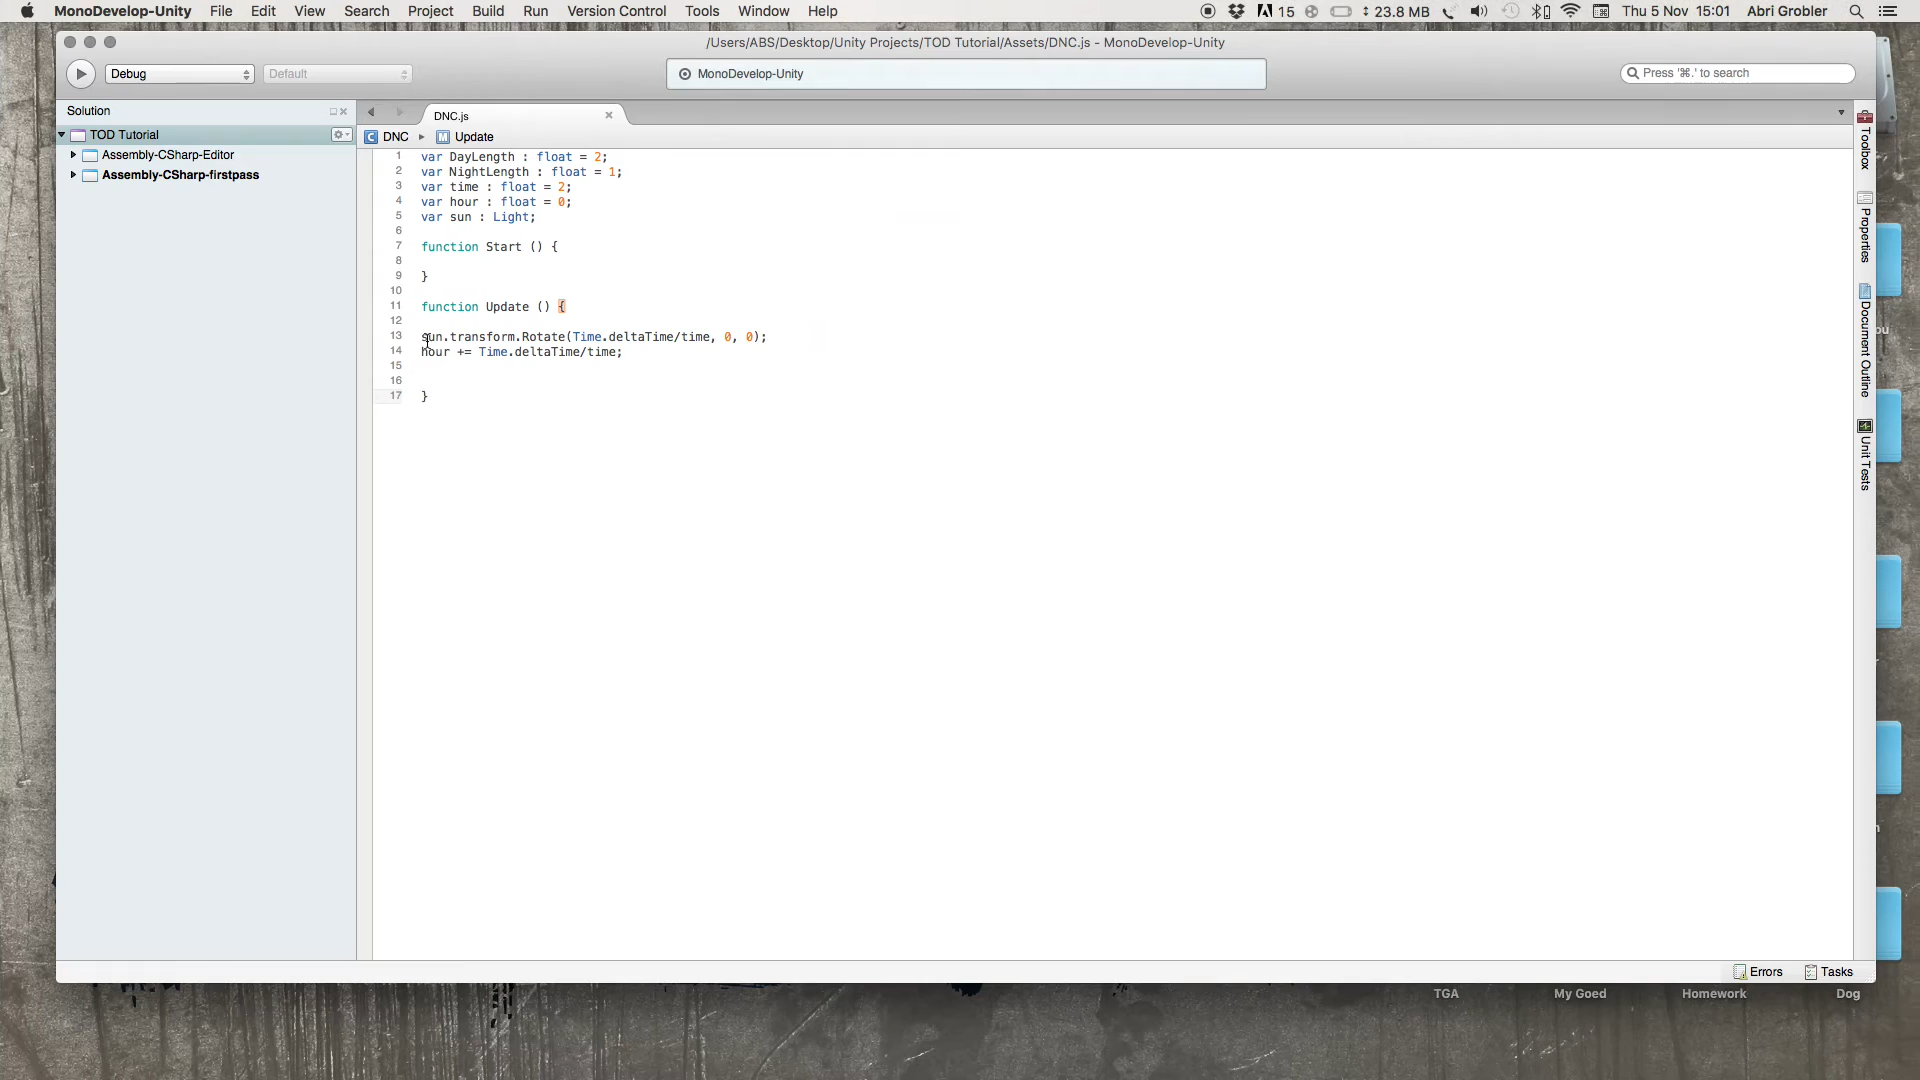 MonoDevelop-Unity File Edit View Search Project Build Run Version Control Tools Window Help 15 23.8 MB Thu 5 Nov 15:01 Abri Grobler
/Users/ABS/Desktop/Unity Projects/TOD Tutorial/Assets/DNC.js - MonoDevelop-Unity
Debug Default MonoDevelop-Unity Press '⌘.' to search
Solution
DNC.js
TOD Tutorial
DNC Update
Assembly-CSharp-Editor
Assembly-CSharp-firstpass
1 var DayLength : float = 2;
2 var NightLength : float = 1;
3 var time : float = 2;
4 var hour : float = 0;
5 var sun : Light;
6
7 function Start () {
8
9 }
10
11 function Update () {
12
13 sun.transform.Rotate(Time.deltaTime/time, 0, 0);
14 hour += Time.deltaTime/time;
15
16
17 }
Toolbox
Properties
Document Outline
Unit Tests
Errors Tasks
TGA My Goed Homework Dog